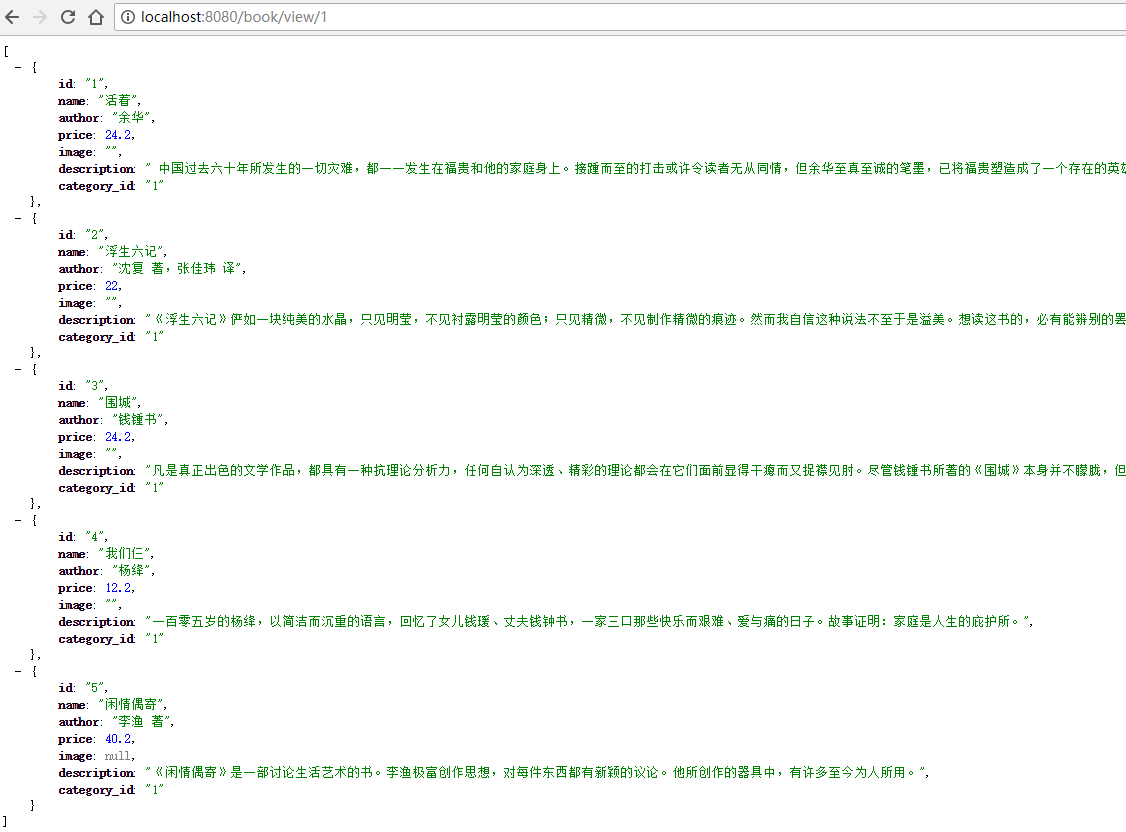 localhost:8080/book/view/1
[
- {
id: "1",
name: "活着",
author: "余华",
price: 24.2,
image: "",
description: " 中国过去六十年所发生的一切灾难，都一一发生在福贵和他的家庭身上。接踵而至的打击或许令读者无从同情，但余华至真至诚的笔墨，已将福贵塑造成了一个存在的英雄
category_id: "1"
},
- {
id: "2",
name: "浮生六记",
author: "沈复 著，张佳玮 译",
price: 22,
image: "",
description: "《浮生六记》俨如一块纯美的水晶，只见明莹，不见衬露明莹的颜色；只见精微，不见制作精微的痕迹。然而我自信这种说法不至于是溢美。想读这书的，必有能辨别的罢
category_id: "1"
},
- {
id: "3",
name: "围城",
author: "钱锺书",
price: 24.2,
image: "",
description: "凡是真正出色的文学作品，都具有一种抗理论分析力，任何自认为深透、精彩的理论都会在它们面前显得干瘪而又捉襟见肘。尽管钱锺书所著的《围城》本身并不朦胧，但
category_id: "1"
},
- {
id: "4",
name: "我们仨",
author: "杨绛",
price: 12.2,
image: "",
description: "一百零五岁的杨绛，以简洁而沉重的语言，回忆了女儿钱瑗、丈夫钱钟书，一家三口那些快乐而艰难、爱与痛的日子。故事证明：家庭是人生的庇护所。",
category_id: "1"
},
- {
id: "5",
name: "闲情偶寄",
author: "李渔 著",
price: 40.2,
image: null,
description: "《闲情偶寄》是一部讨论生活艺术的书。李渔极富创作思想，对每件东西都有新颖的议论。他所创作的器具中，有许多至今为人所用。",
category_id: "1"
}
]